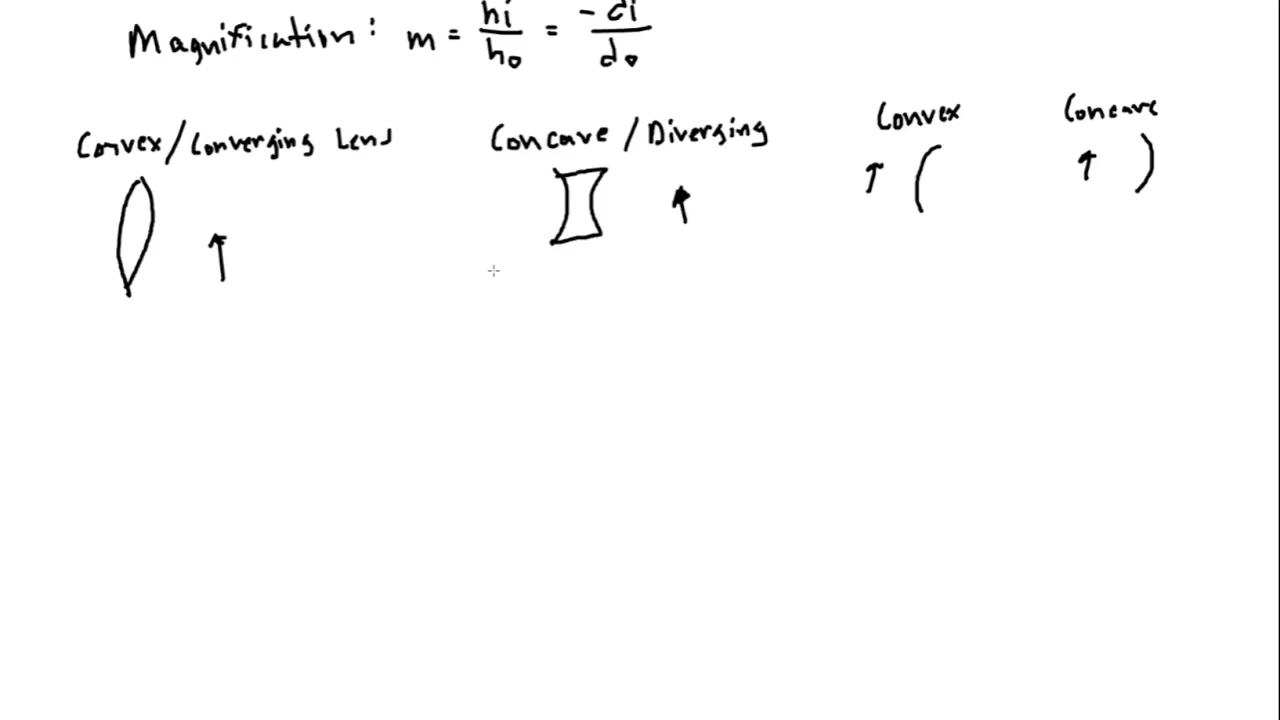 Magnification: m = hi/ho = -di/do
Convex/Converging Lens Concave / Diverging Convex Concave